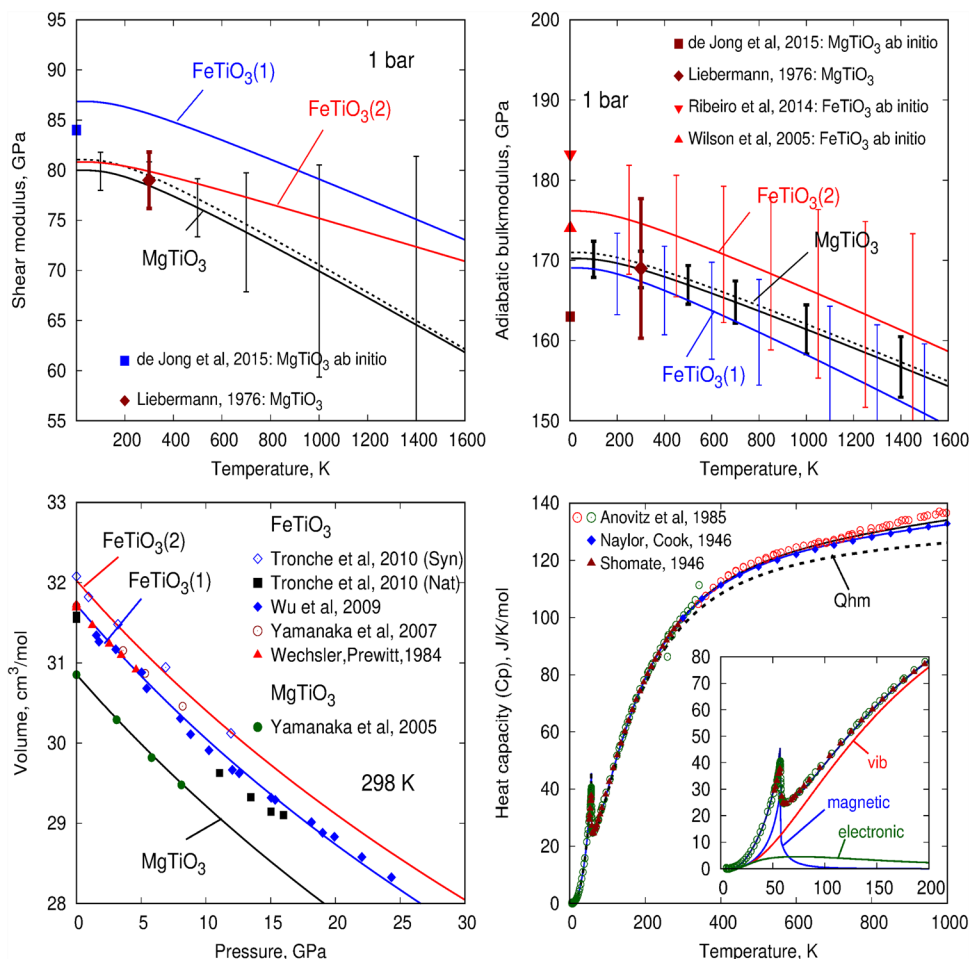 95
90
85
80
75
70
65
60
55
200 400 600 800 1000 1200 1400 1600
Shear modulus, GPa
Temperature, K
1 bar
FeTiO3(1)
FeTiO3(2)
MgTiO3
de Jong et al, 2015: MgTiO3 ab initio
Liebermann, 1976: MgTiO3
200
190
180
170
160
150
0 200 400 600 800 1000 1200 1400 1600
Adiabatic bulkmodulus, GPa
Temperature, K
de Jong et al, 2015: MgTiO3 ab initio
Liebermann, 1976: MgTiO3
Ribeiro et al, 2014: FeTiO3 ab initio
Wilson et al, 2005: FeTiO3 ab initio
1 bar
FeTiO3(2)
MgTiO3
FeTiO3(1)
33
32
31
30
29
28
0 5 10 15 20 25 30
Volume, cm3/mol
Pressure, GPa
FeTiO3(2)
FeTiO3(1)
FeTiO3
Tronche et al, 2010 (Syn)
Tronche et al, 2010 (Nat)
Wu et al, 2009
Yamanaka et al, 2007
Wechsler,Prewitt,1984
MgTiO3
Yamanaka et al, 2005
298 K
MgTiO3
140
120
100
80
60
40
20
0
0 200 400 600 800 1000
Heat capacity (Cp), J/K/mol
Temperature, K
Anovitz et al, 1985
Naylor, Cook, 1946
Shomate, 1946
Qhm
80
70
60
50
40
30
20
10
0
0 50 100 150 200
vib
magnetic
electronic